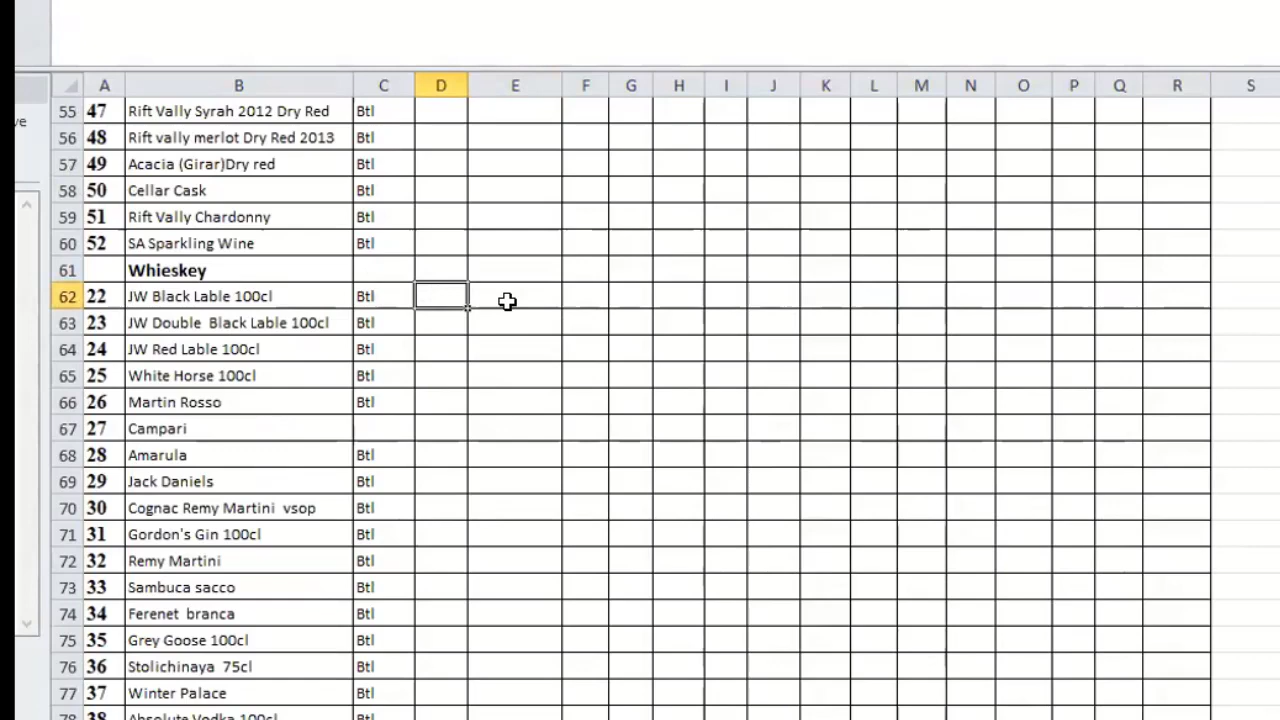 A B C D E F G H I J K L M N O P Q R S
ve
55 47 Rift Vally Syrah 2012 Dry Red Btl
56 48 Rift vally merlot Dry Red 2013 Btl
57 49 Acacia (Girar)Dry red Btl
58 50 Cellar Cask Btl
59 51 Rift Vally Chardonny Btl
60 52 SA Sparkling Wine Btl
61 Whieskey
62 22 JW Black Lable 100cl Btl
63 23 JW Double Black Lable 100cl Btl
64 24 JW Red Lable 100cl Btl
65 25 White Horse 100cl Btl
66 26 Martin Rosso Btl
67 27 Campari
68 28 Amarula Btl
69 29 Jack Daniels Btl
70 30 Cognac Remy Martini vsop Btl
71 31 Gordon's Gin 100cl Btl
72 32 Remy Martini Btl
73 33 Sambuca sacco Btl
74 34 Ferenet branca Btl
75 35 Grey Goose 100cl Btl
76 36 Stolichinaya 75cl Btl
77 37 Winter Palace Btl
78 38 Absolute Vodka 100cl Btl